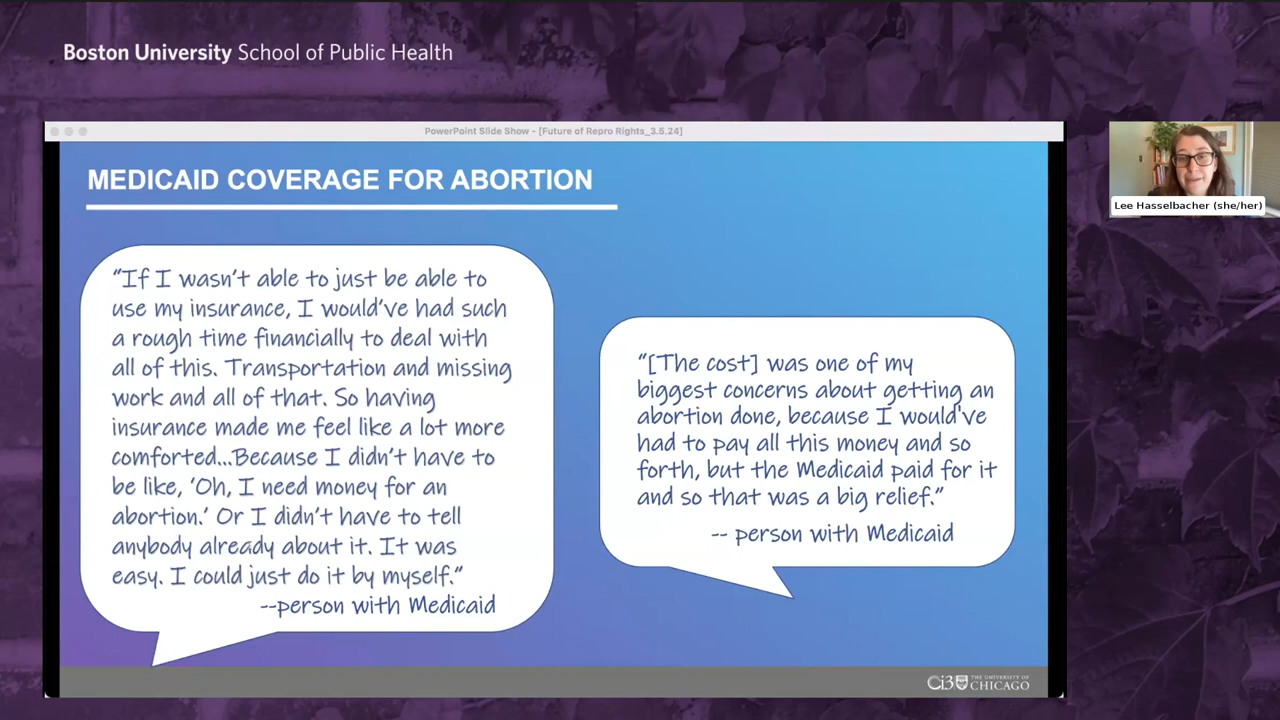 Boston University School of Public Health
PowerPoint Slide Show - [Future of Repro Rights_3.5.24]
MEDICAID COVERAGE FOR ABORTION
“If I wasn’t able to just be able to
use my insurance, I would’ve had such
a rough time financially to deal with
all of this. Transportation and missing
work and all of that. So having
insurance made me feel like a lot more
comforted...Because I didn’t have to
be like, ‘Oh, I need money for an
abortion.’ Or I didn’t have to tell
anybody already about it. It was
easy. I could just do it by myself.”
--person with Medicaid
“[The cost] was one of my
biggest concerns about getting an
abortion done, because I would've
had to pay all this money and so
forth, but the Medicaid paid for it
and so that was a big relief.”
-- person with Medicaid
Lee Hasselbacher (she/her)
Ci3 THE UNIVERSITY OF
CHICAGO